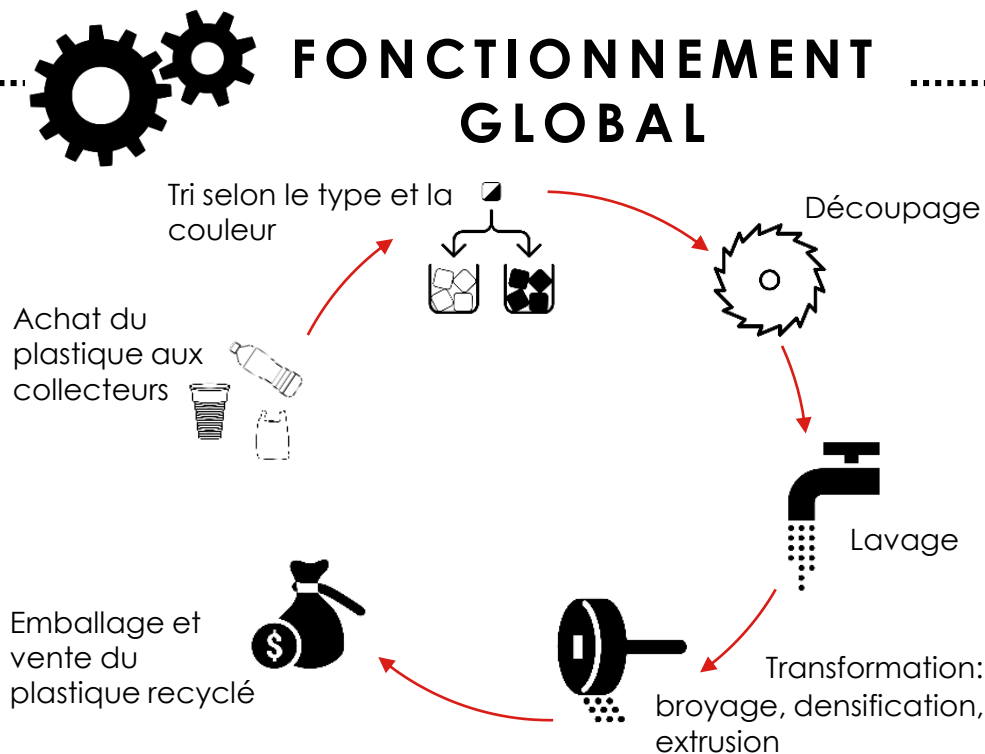 FONCTIONNEMENT
GLOBAL
Tri selon le type et la
couleur
Découpage
Achat du
plastique aux
collecteurs
Lavage
Transformation:
broyage, densification,
extrusion
$
Emballage et
vente du
plastique recyclé